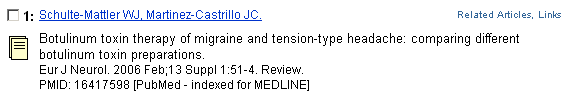 1: Schulte-Mattler WJ, Martinez-Castrillo JC. Related Articles, Links
Botulinum toxin therapy of migraine and tension-type headache: comparing different
botulinum toxin preparations.
Eur J Neurol. 2006 Feb;13 Suppl 1:51-4. Review.
PMID: 16417598 [PubMed - indexed for MEDLINE]